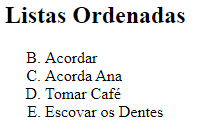 Listas Ordenadas
B. Acordar
C. Acorda Ana
D. Tomar Café
E. Escovar os Dentes